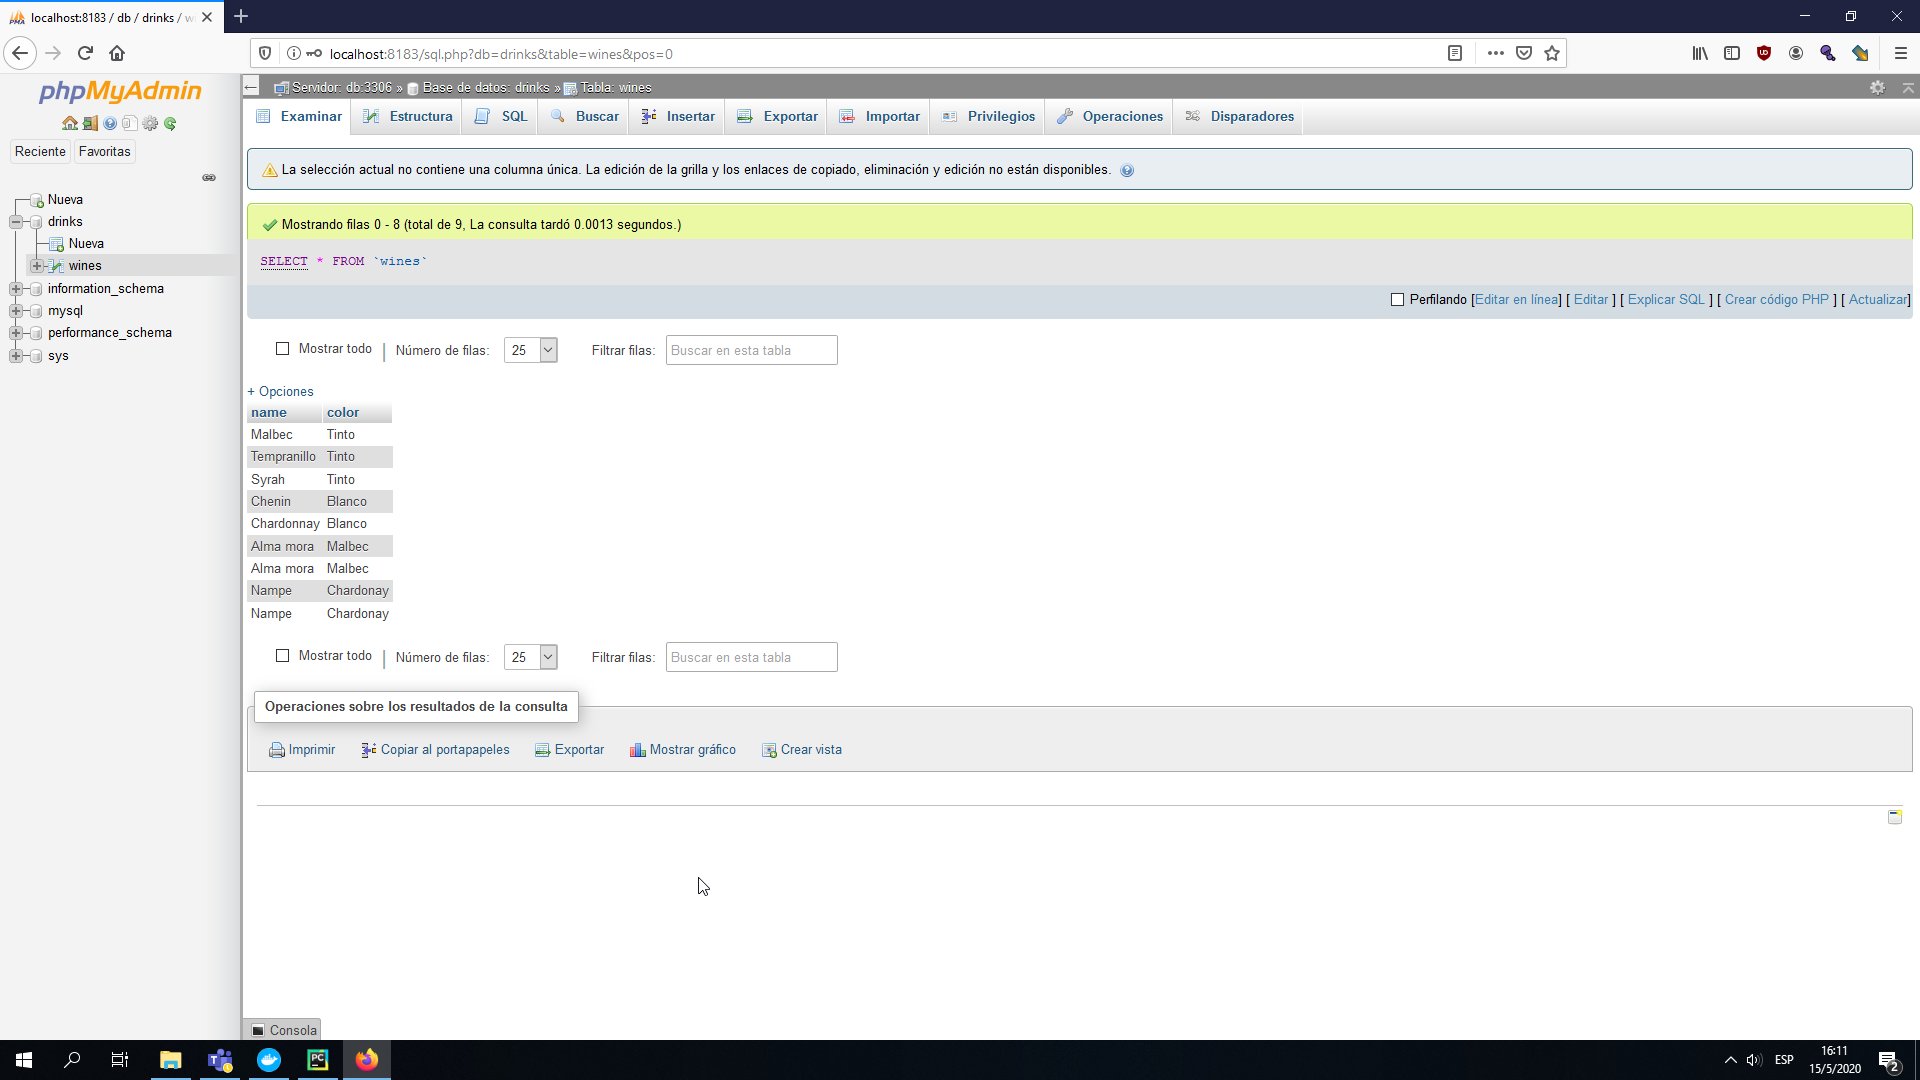 localhost:8183 / db / drinks / w
localhost:8183/sql.php?db=drinks&table=wines&pos=0
phpMyAdmin
Reciente
Favoritas
Nueva
drinks
Nueva
wines
information_schema
mysql
performance_schema
sys
Servidor: db:3306 » Base de datos: drinks » Tabla: wines
Examinar
Estructura
SQL
Buscar
Insertar
Exportar
Importar
Privilegios
Operaciones
Disparadores
La selección actual no contiene una columna única. La edición de la grilla y los enlaces de copiado, eliminación y edición no están disponibles.
Mostrando filas 0 - 8 (total de 9, La consulta tardó 0.0013 segundos.)
SELECT * FROM `wines`
Perfilando [Editar en línea] [ Editar ] [ Explicar SQL ] [ Crear código PHP ] [ Actualizar]
Mostrar todo | Número de filas: 25 Filtrar filas: Buscar en esta tabla
+ Opciones
name color
Malbec Tinto
Tempranillo Tinto
Syrah Tinto
Chenin Blanco
Chardonnay Blanco
Alma mora Malbec
Alma mora Malbec
Nampe Chardonay
Nampe Chardonay
Mostrar todo | Número de filas: 25 Filtrar filas: Buscar en esta tabla
Operaciones sobre los resultados de la consulta
Imprimir
Copiar al portapapeles
Exportar
Mostrar gráfico
Crear vista
Consola
ESP
16:11
15/5/2020
2